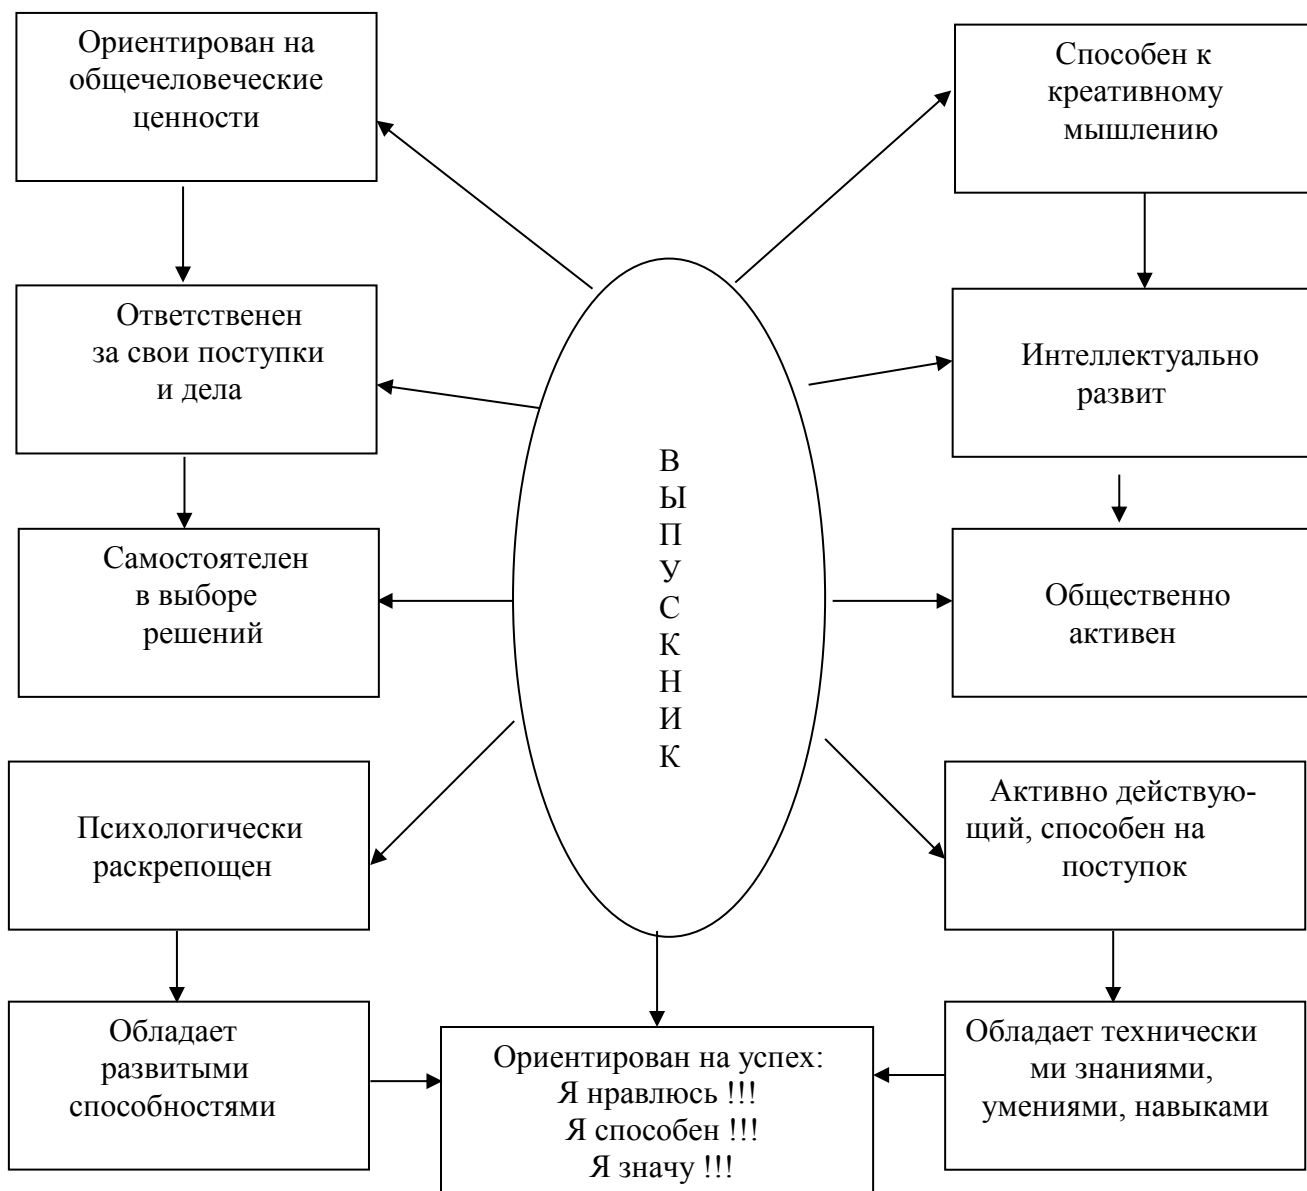 Ориентирован на
общечеловеческие
ценности
Способен к
креативному
мышлению
Ответственен
за свои поступки
и дела
Интеллектуально
развит
В
Ы
П
У
С
К
Н
И
К
Самостоятелен
в выборе
решений
Общественно
активен
Психологически
раскрепощен
Активно действую-
щий, способен на
поступок
Обладает
развитыми
способностями
Ориентирован на успех:
Я нравлюсь !!!
Я способен !!!
Я значу !!!
Обладает технически
ми знаниями,
умениями, навыками